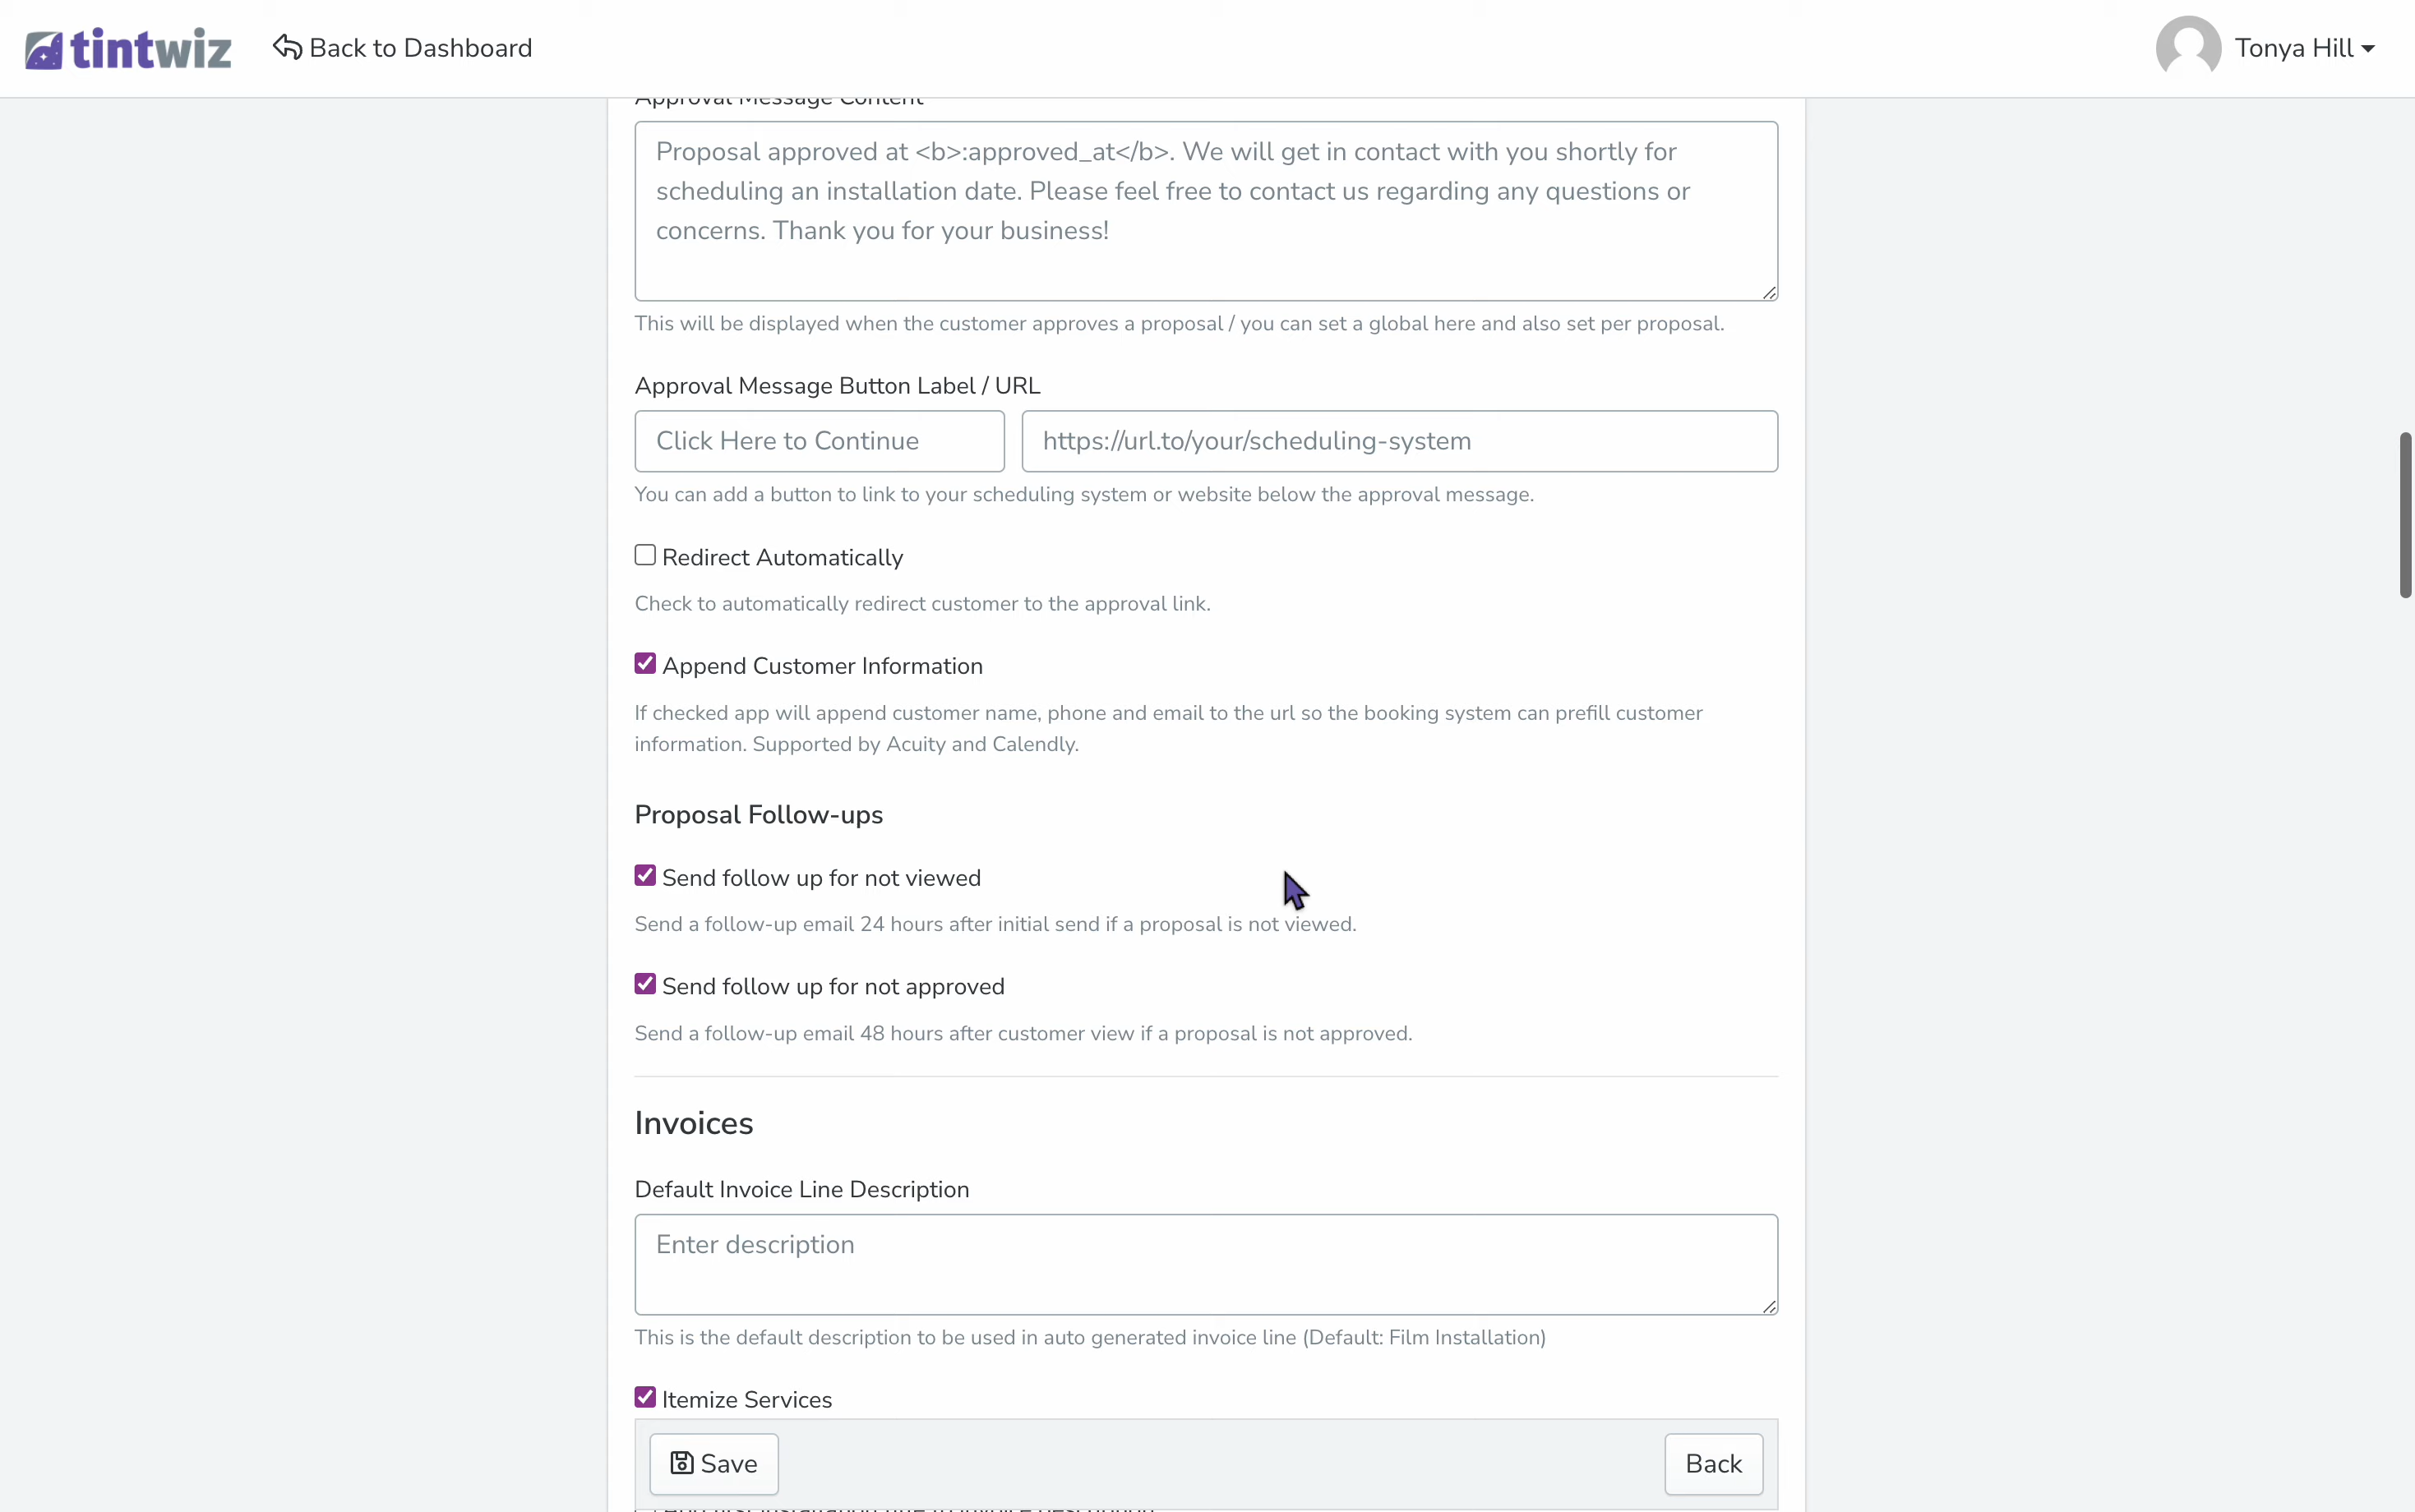 tintwiz
Back to Dashboard
Tonya Hill
Approval Message Content
Proposal approved at <b>:approved_at</b>. We will get in contact with you shortly for
scheduling an installation date. Please feel free to contact us regarding any questions or
concerns. Thank you for your business!
This will be displayed when the customer approves a proposal / you can set a global here and also set per proposal.
Approval Message Button Label / URL
Click Here to Continue
https://url.to/your/scheduling-system
You can add a button to link to your scheduling system or website below the approval message.
Redirect Automatically
Check to automatically redirect customer to the approval link.
Append Customer Information
If checked app will append customer name, phone and email to the url so the booking system can prefill customer
information. Supported by Acuity and Calendly.
Proposal Follow-ups
Send follow up for not viewed
Send a follow-up email 24 hours after initial send if a proposal is not viewed.
Send follow up for not approved
Send a follow-up email 48 hours after customer view if a proposal is not approved.
Invoices
Default Invoice Line Description
Enter description
This is the default description to be used in auto generated invoice line (Default: Film Installation)
Itemize Services
Save
Back